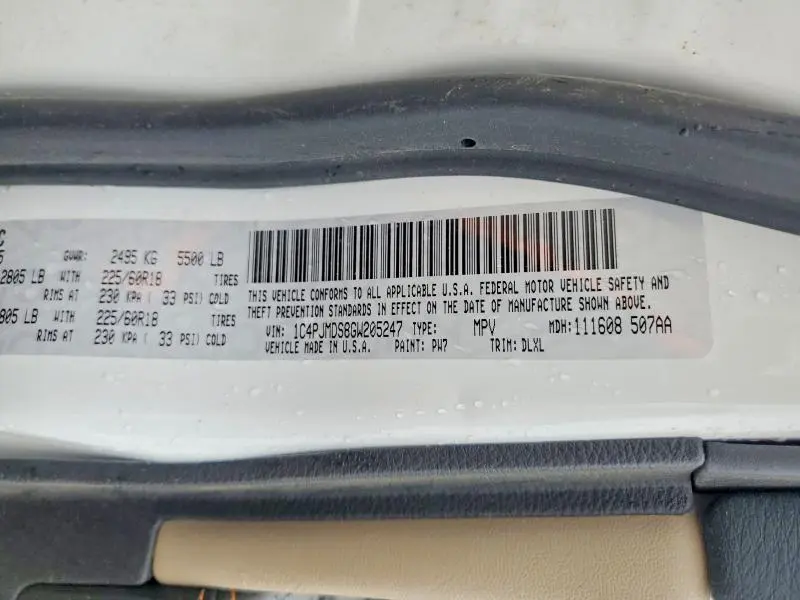 C
GVWR: 2495 KG 5500 LB
2805 LB WITH 225/60R18 TIRES
RIMS AT 230 KPA ( 33 PSI) COLD
805 LB WITH 225/60R18 TIRES
RIMS AT 230 KPA ( 33 PSI) COLD
THIS VEHICLE CONFORMS TO ALL APPLICABLE U.S.A. FEDERAL MOTOR VEHICLE SAFETY AND
THEFT PREVENTION STANDARDS IN EFFECT ON THE DATE OF MANUFACTURE SHOWN ABOVE.
VIN: 1C4PJMDS8GW205247 TYPE: MPV MDH: 111608 507AA
VEHICLE MADE IN U.S.A. PAINT: PW7 TRIM: DLXL